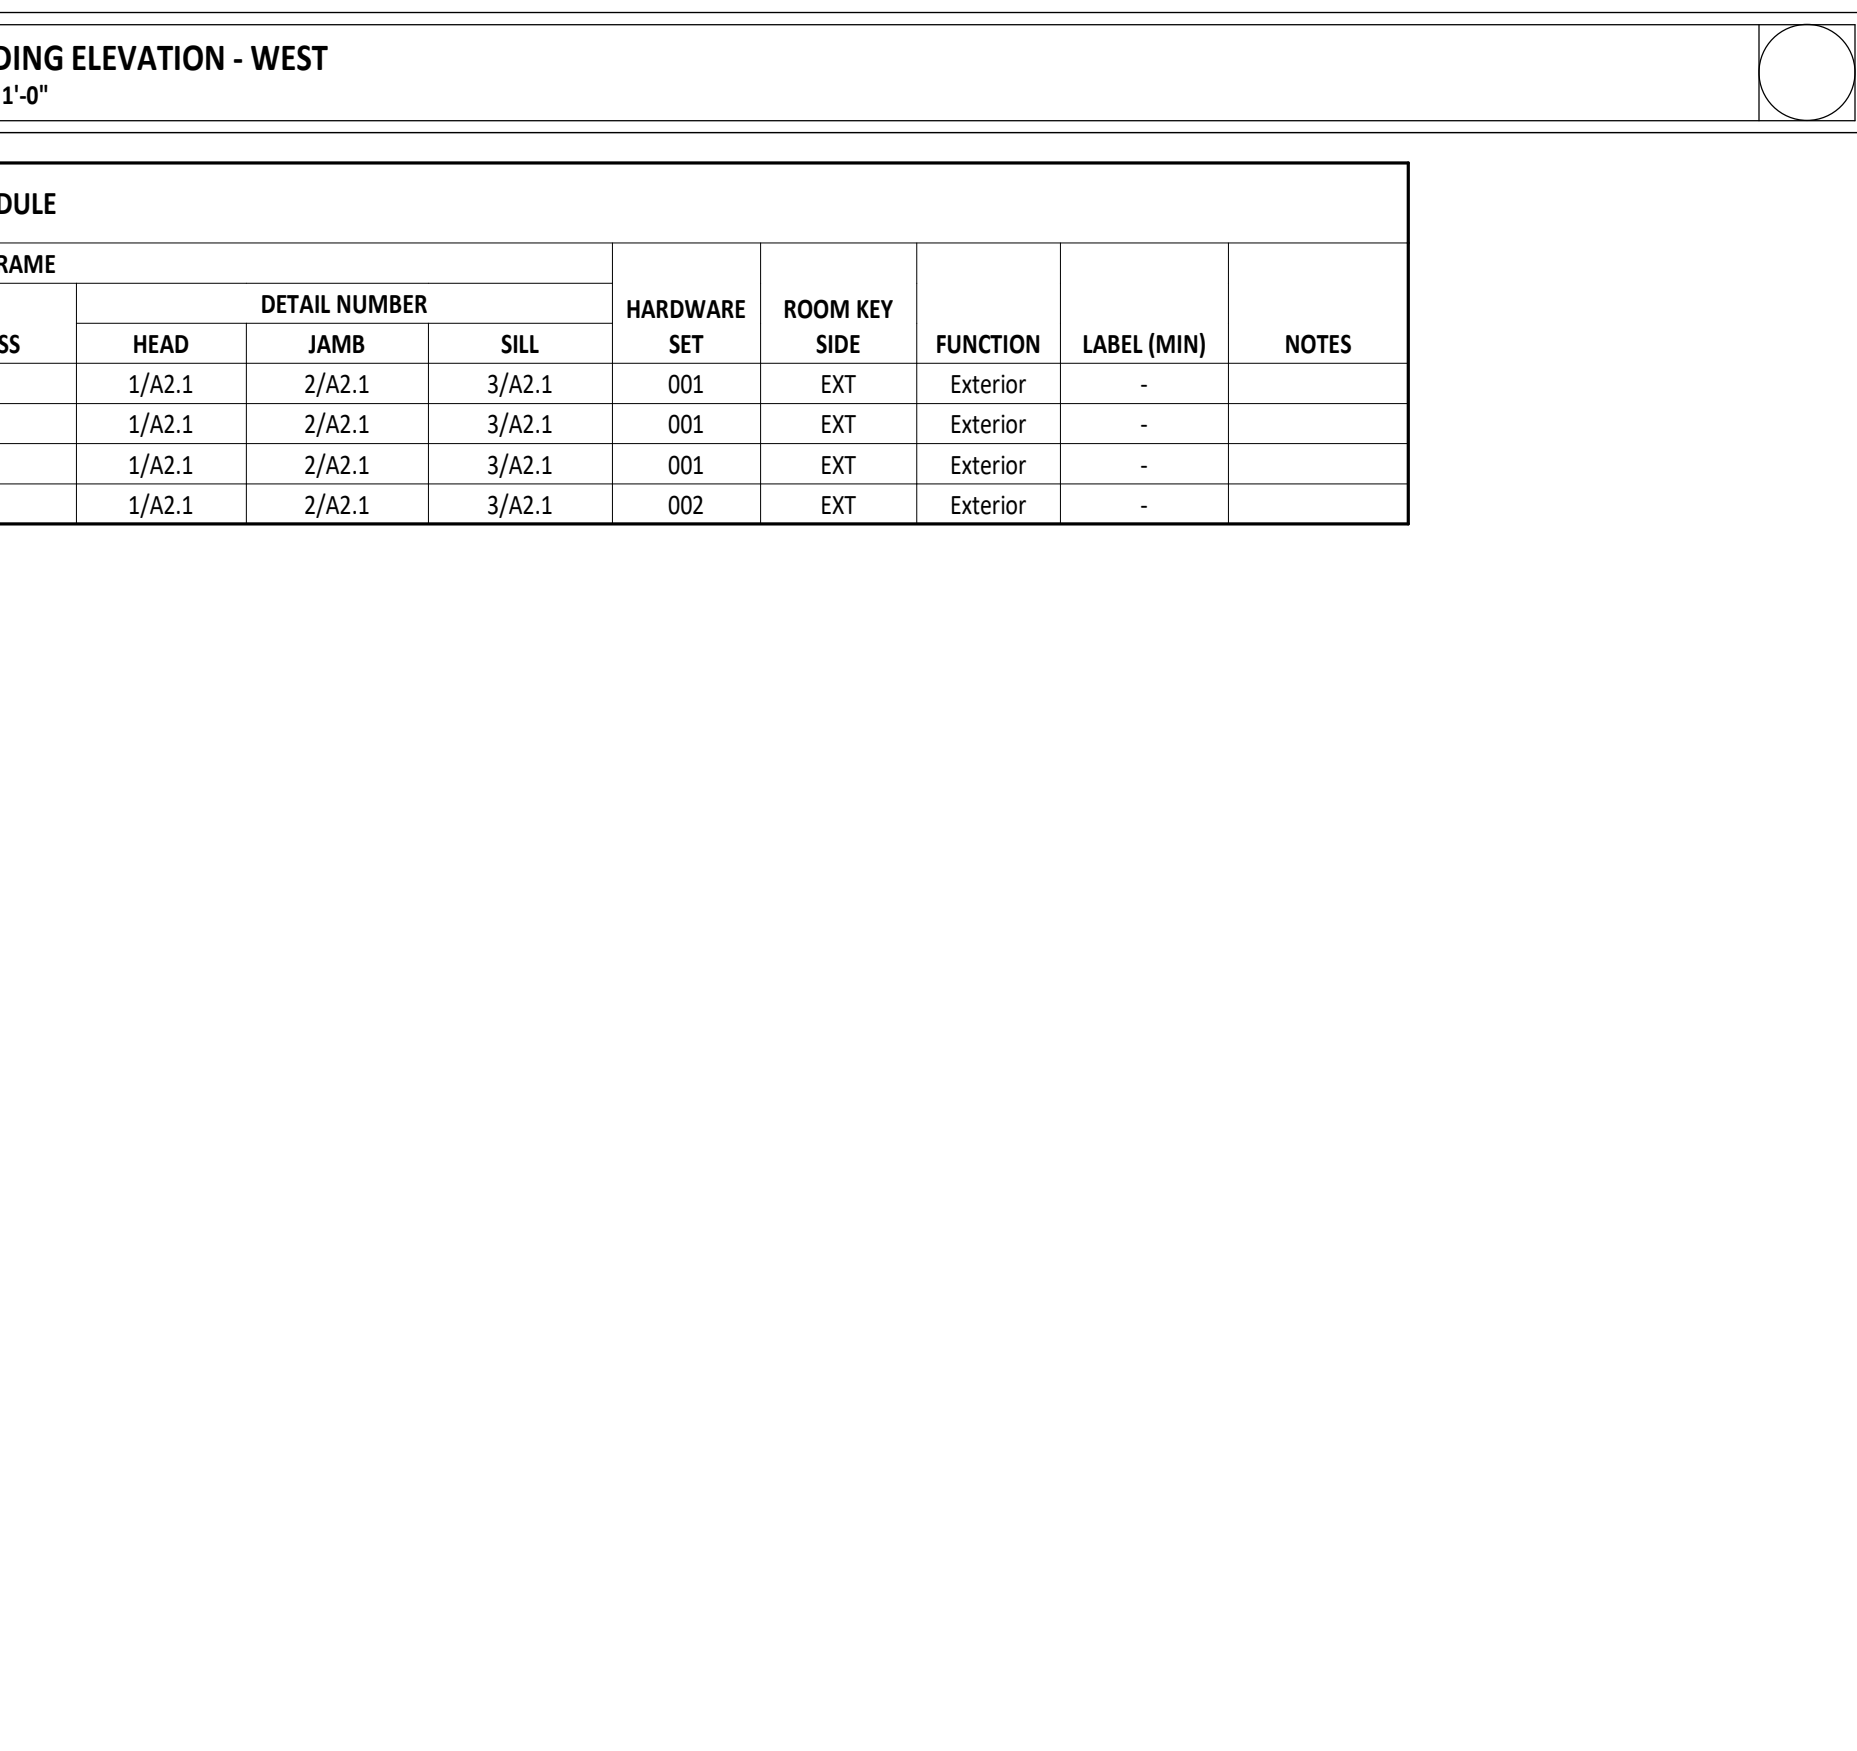 DING ELEVATION - WEST
1'-0"
DULE
RAME
DETAIL NUMBER
HARDWARE SET
ROOM KEY SIDE
SS HEAD JAMB SILL FUNCTION LABEL (MIN) NOTES
1/A2.1 2/A2.1 3/A2.1 001 EXT Exterior -
1/A2.1 2/A2.1 3/A2.1 001 EXT Exterior -
1/A2.1 2/A2.1 3/A2.1 001 EXT Exterior -
1/A2.1 2/A2.1 3/A2.1 002 EXT Exterior -